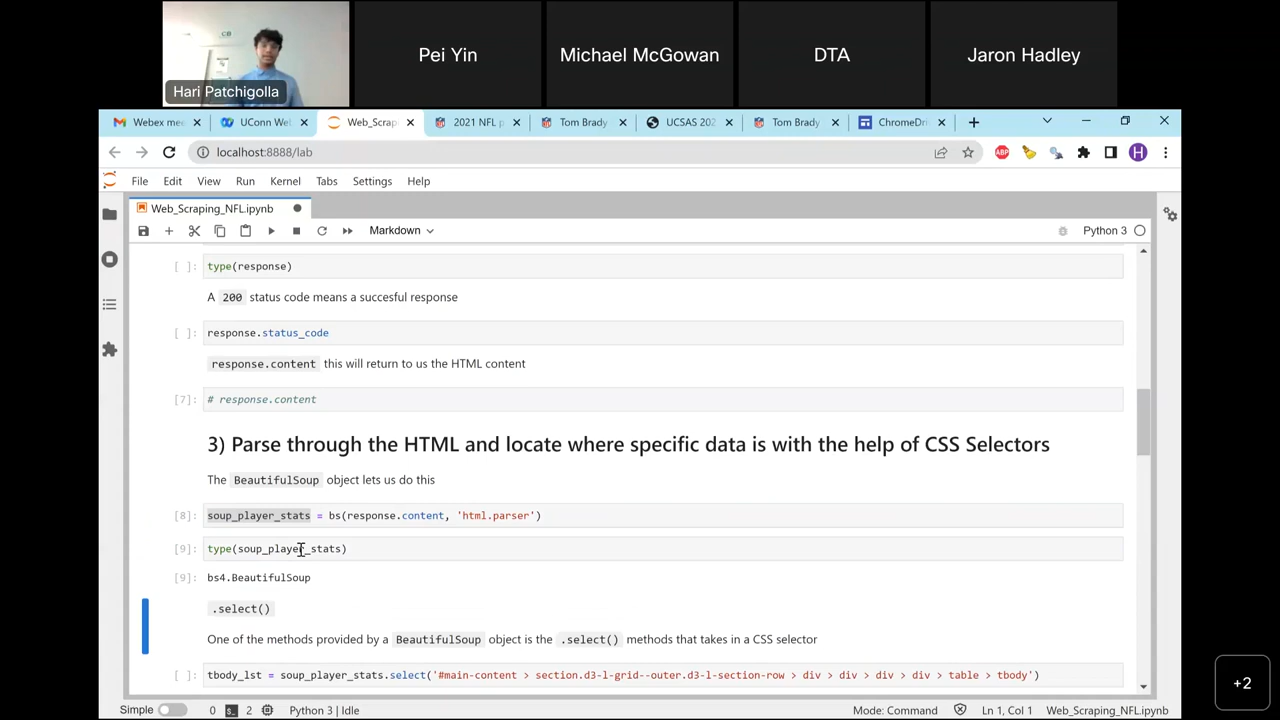 CB
Hari Patchigolla
Pei Yin
Michael McGowan
DTA
Jaron Hadley
Webex mee
UConn We
Web_Scrap
2021 NFL p
Tom Brady
UCSAS 202
Tom Brady
ChromeDri
localhost:8888/lab
ABP
H
File Edit View Run Kernel Tabs Settings Help
Web_Scraping_NFL.ipynb
Markdown
Python 3
[ ]: type(response)
A 200 status code means a succesful response
[ ]: response.status_code
response.content this will return to us the HTML content
[7]: # response.content
3) Parse through the HTML and locate where specific data is with the help of CSS Selectors
The BeautifulSoup object lets us do this
[8]: soup_player_stats = bs(response.content, 'html.parser')
[9]: type(soup_player_stats)
[9]: bs4.BeautifulSoup
.select()
One of the methods provided by a BeautifulSoup object is the .select() methods that takes in a CSS selector
[ ]: tbody_lst = soup_player_stats.select('#main-content > section.d3-l-grid--outer.d3-l-section-row > div > div > div > div > table > tbody')
+2
Simple 0 2 Python 3 | Idle Mode: Command Ln 1, Col 1 Web_Scraping_NFL.ipynb